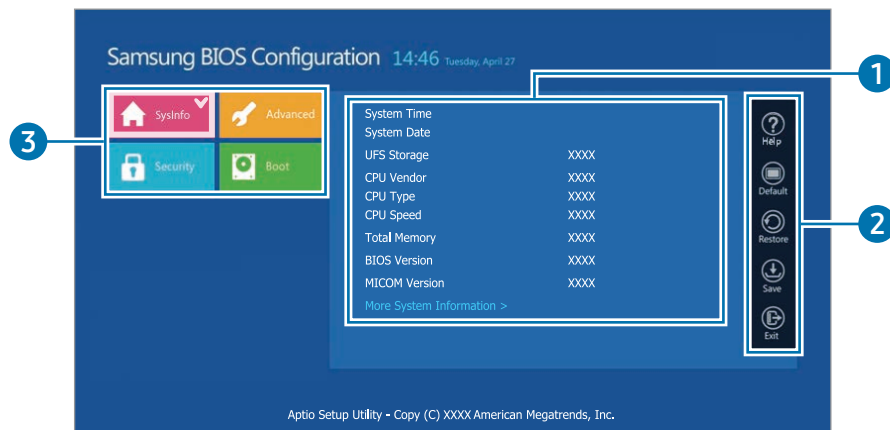 Samsung BIOS Configuration 14:46 Tuesday, April 27
1
3
SysInfo
Advanced
Security
Boot
System Time
System Date
UFS Storage XXXX
CPU Vendor XXXX
CPU Type XXXX
CPU Speed XXXX
Total Memory XXXX
BIOS Version XXXX
MICOM Version XXXX
More System Information >
Help
Default
Restore
Save
Exit
2
Aptio Setup Utility - Copy (C) XXXX American Megatrends, Inc.